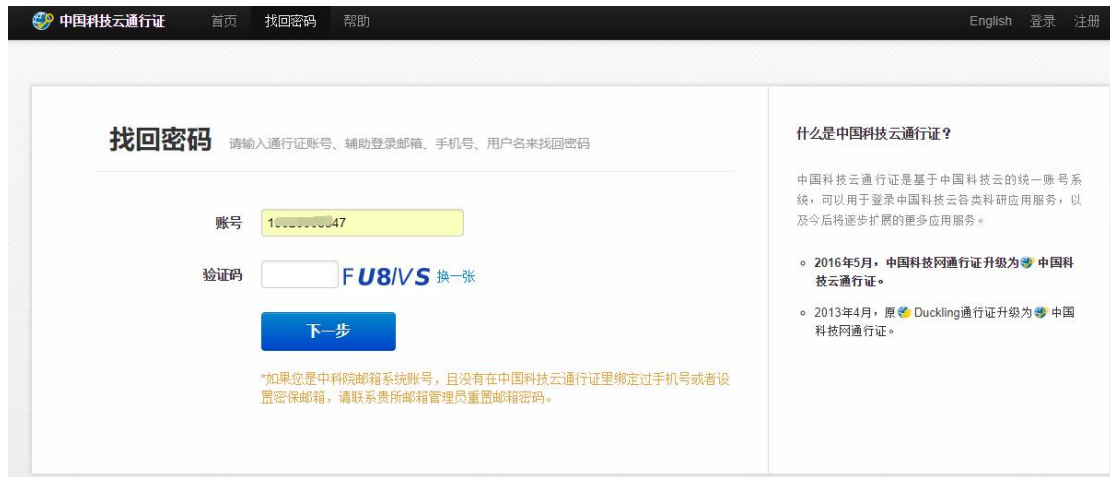 中国科技云通行证 首页 找回密码 帮助 English 登录 注册
找回密码 请输入通行证账号、辅助登录邮箱、手机号、用户名来找回密码
账号 1 47
验证码 FU8IVS 换一张
下一步
*如果您是中科院邮箱系统账号，且没有在中国科技云通行证里绑定过手机号或者设
置密保邮箱，请联系贵所邮箱管理员重置邮箱密码。
什么是中国科技云通行证？
中国科技云通行证是基于中国科技云的统一账号系
统，可以用于登录中国科技云各类科研应用服务，以
及今后将逐步扩展的更多应用服务。
2016年5月，中国科技网通行证升级为 中国科
技云通行证。
2013年4月，原 Duckling通行证升级为 中国
科技网通行证。